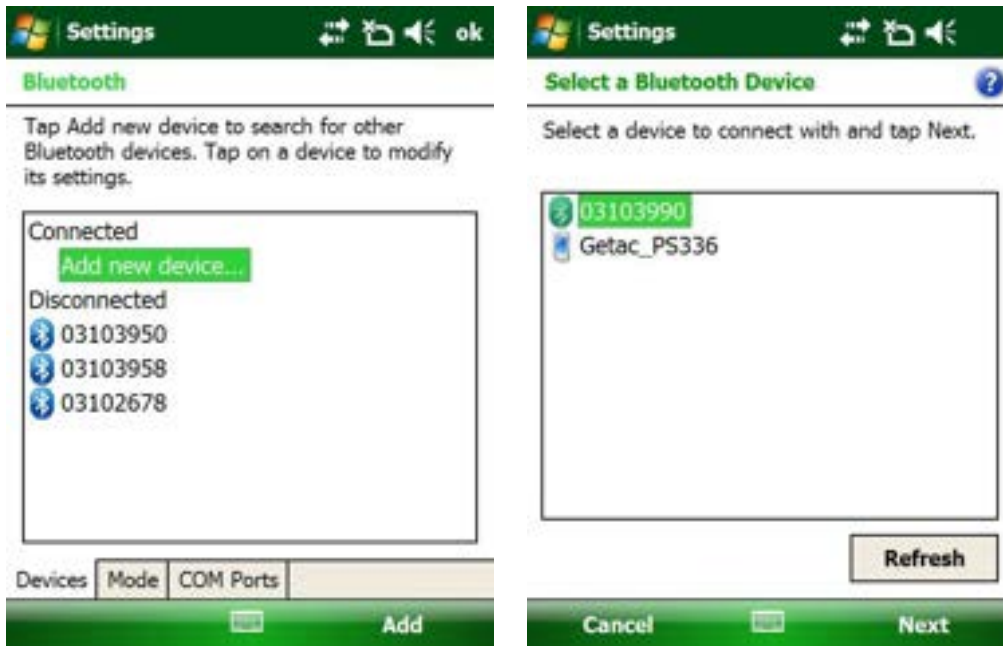 Settings
ok
Bluetooth
Tap Add new device to search for other
Bluetooth devices. Tap on a device to modify
its settings.
Connected
Add new device...
Disconnected
03103950
03103958
03102678
Devices
Mode
COM Ports
Add
Settings
Select a Bluetooth Device
?
Select a device to connect with and tap Next.
03103990
Getac_PS336
Refresh
Cancel
Next